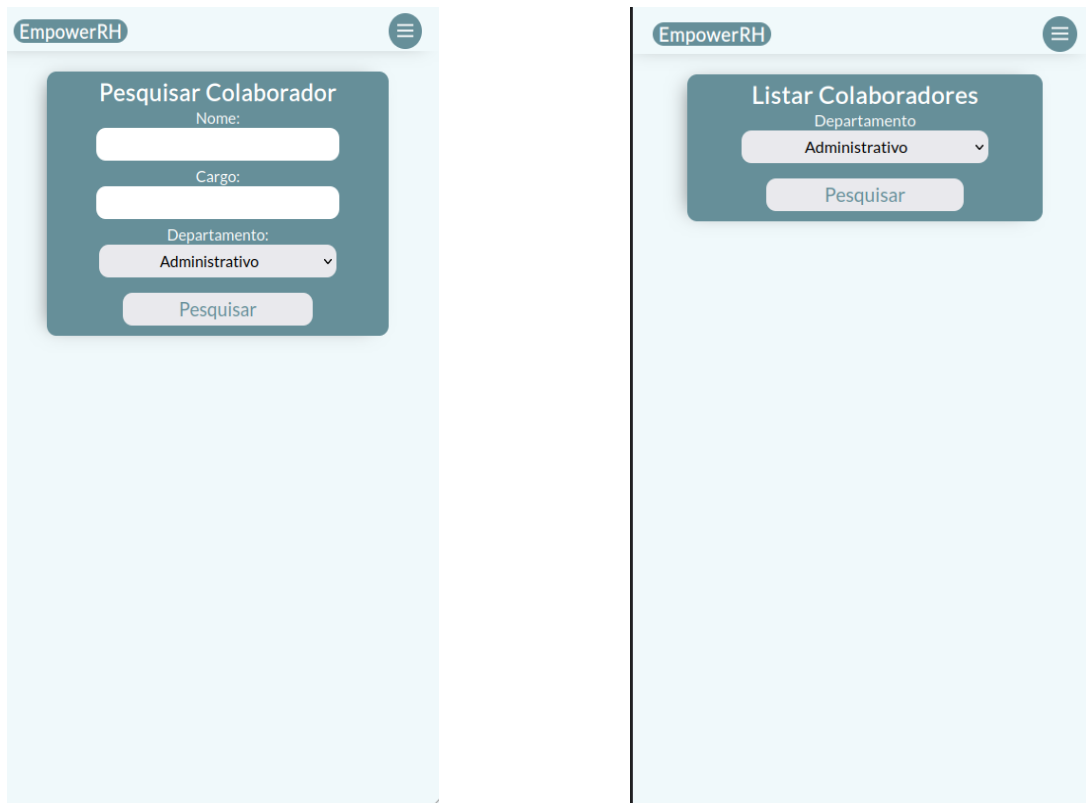 EmpowerRH
Pesquisar Colaborador
Nome:
Cargo:
Departamento:
Administrativo
Pesquisar
EmpowerRH
Listar Colaboradores
Departamento
Administrativo
Pesquisar